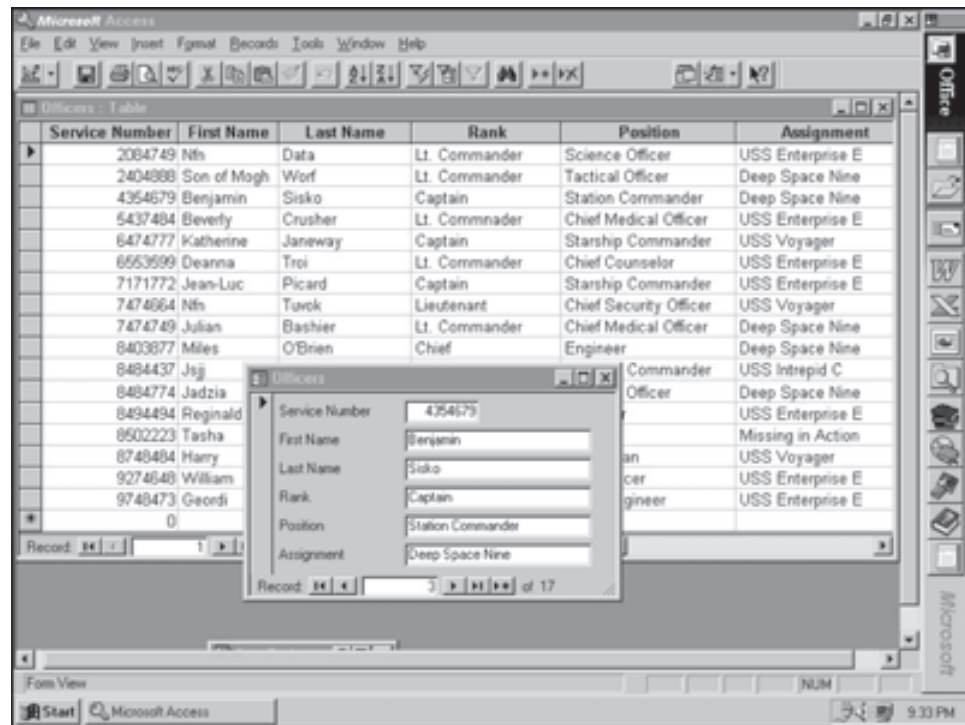 Microsoft Access
File Edit View Insert Format Records Tools Window Help
Officers : Table
Service Number First Name Last Name Rank Position Assignment
2084749 Nfn Data Lt. Commander Science Officer USS Enterprise E
2404888 Son of Mogh Worf Lt. Commander Tactical Officer Deep Space Nine
4354679 Benjamin Sisko Captain Station Commander Deep Space Nine
5437484 Beverly Crusher Lt. Commnader Chief Medical Officer USS Enterprise E
6474777 Katherine Janeway Captain Starship Commander USS Voyager
6553599 Deanna Troi Lt. Commander Chief Counselor USS Enterprise E
7171772 Jean-Luc Picard Captain Starship Commander USS Enterprise E
7474664 Nfn Tuvok Lieutenant Chief Security Officer USS Voyager
7474749 Julian Bashier Lt. Commander Chief Medical Officer Deep Space Nine
8403877 Miles O'Brien Chief Engineer Deep Space Nine
8484437 Jsjj Commander USS Intrepid C
8484774 Jadzia Officer Deep Space Nine
8494494 Reginald USS Enterprise E
8502223 Tasha Missing in Action
8748484 Harry an USS Voyager
9274648 William cer USS Enterprise E
9748473 Geordi gineer USS Enterprise E
0
Record: 1
Officers
Service Number 4354679
First Name Benjamin
Last Name Sisko
Rank Captain
Position Station Commander
Assignment Deep Space Nine
Record: 3 of 17
Form View NUM
Start Microsoft Access 9:33 PM
Office
Microsoft